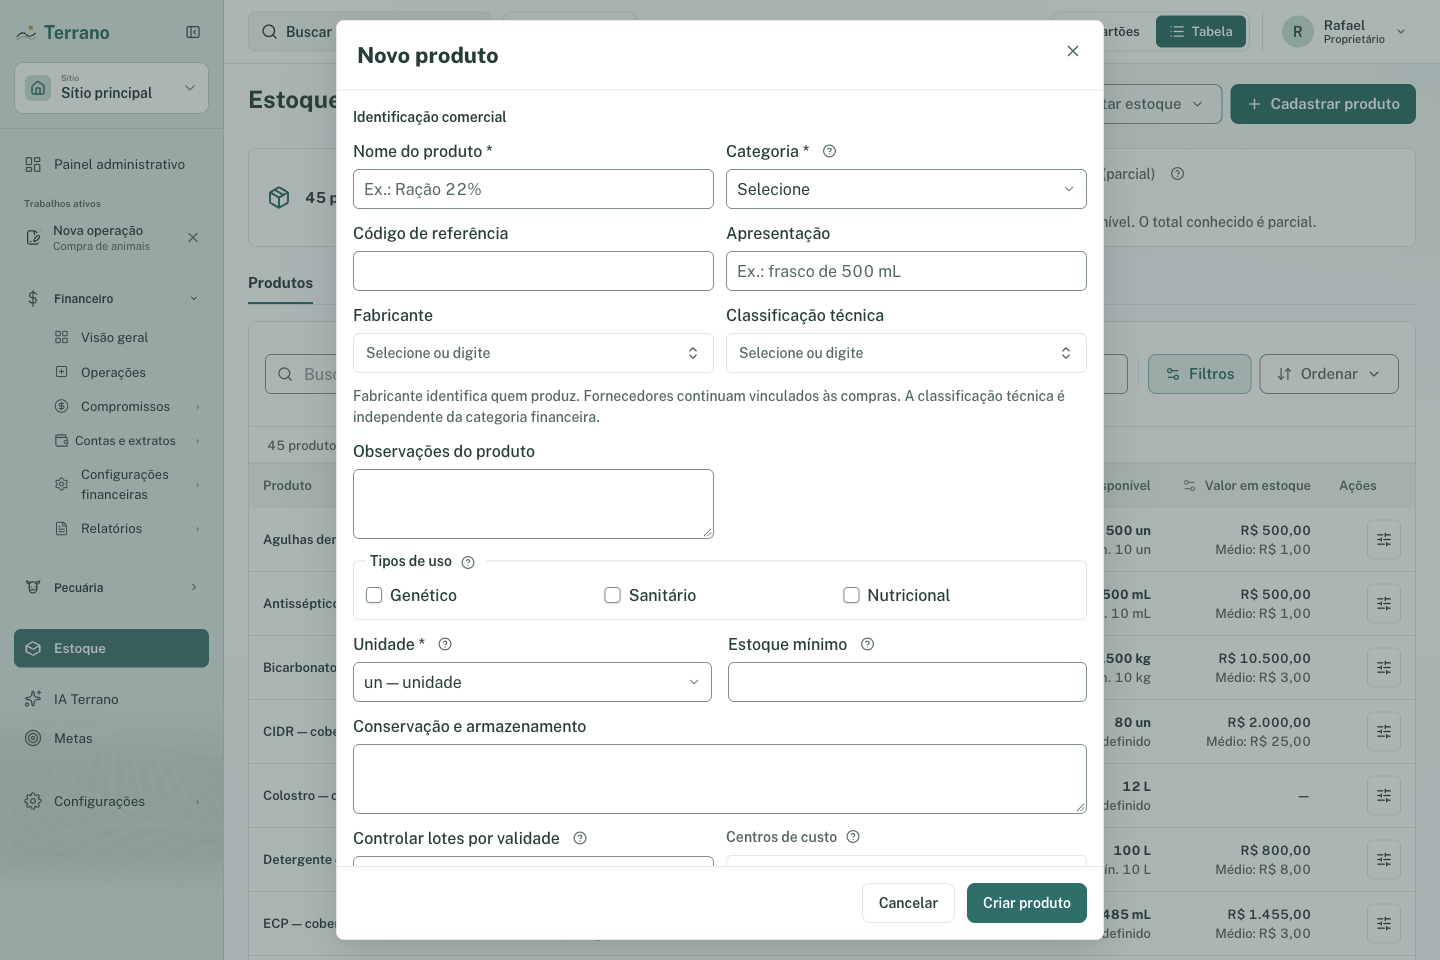 Terrano
Sítio
Sítio principal
Painel administrativo
Trabalhos ativos
Nova operação
Compra de animais
Financeiro
Visão geral
Operações
Compromissos
Contas e extratos
Configurações
financeiras
Relatórios
Pecuária
Estoque
IA Terrano
Metas
Configurações
Buscar
Tabela
R
Rafael
Proprietário
Estoque
tar estoque
Cadastrar produto
45 p
(parcial)
nível. O total conhecido é parcial.
Produtos
Filtros
Ordenar
45 produto
Produto
sponível
Valor em estoque
Ações
Agulhas des
500 un
R$ 500,00
n. 10 un
Médio: R$ 1,00
Antisséptico
500 mL
R$ 500,00
. 10 mL
Médio: R$ 1,00
Bicarbonato
.500 kg
R$ 10.500,00
n. 10 kg
Médio: R$ 3,00
CIDR — cobe
80 un
R$ 2.000,00
definido
Médio: R$ 25,00
Colostro — c
12 L
—
definido
Detergente
100 L
R$ 800,00
ín. 10 L
Médio: R$ 8,00
ECP — cober
485 mL
R$ 1.455,00
definido
Médio: R$ 3,00
Novo produto
Identificação comercial
Nome do produto *
Categoria *
Ex.: Ração 22%
Selecione
Código de referência
Apresentação
Ex.: frasco de 500 mL
Fabricante
Classificação técnica
Selecione ou digite
Selecione ou digite
Fabricante identifica quem produz. Fornecedores continuam vinculados às compras. A classificação técnica é
independente da categoria financeira.
Observações do produto
Tipos de uso
Genético
Sanitário
Nutricional
Unidade *
Estoque mínimo
un — unidade
Conservação e armazenamento
Controlar lotes por validade
Centros de custo
Cancelar
Criar produto